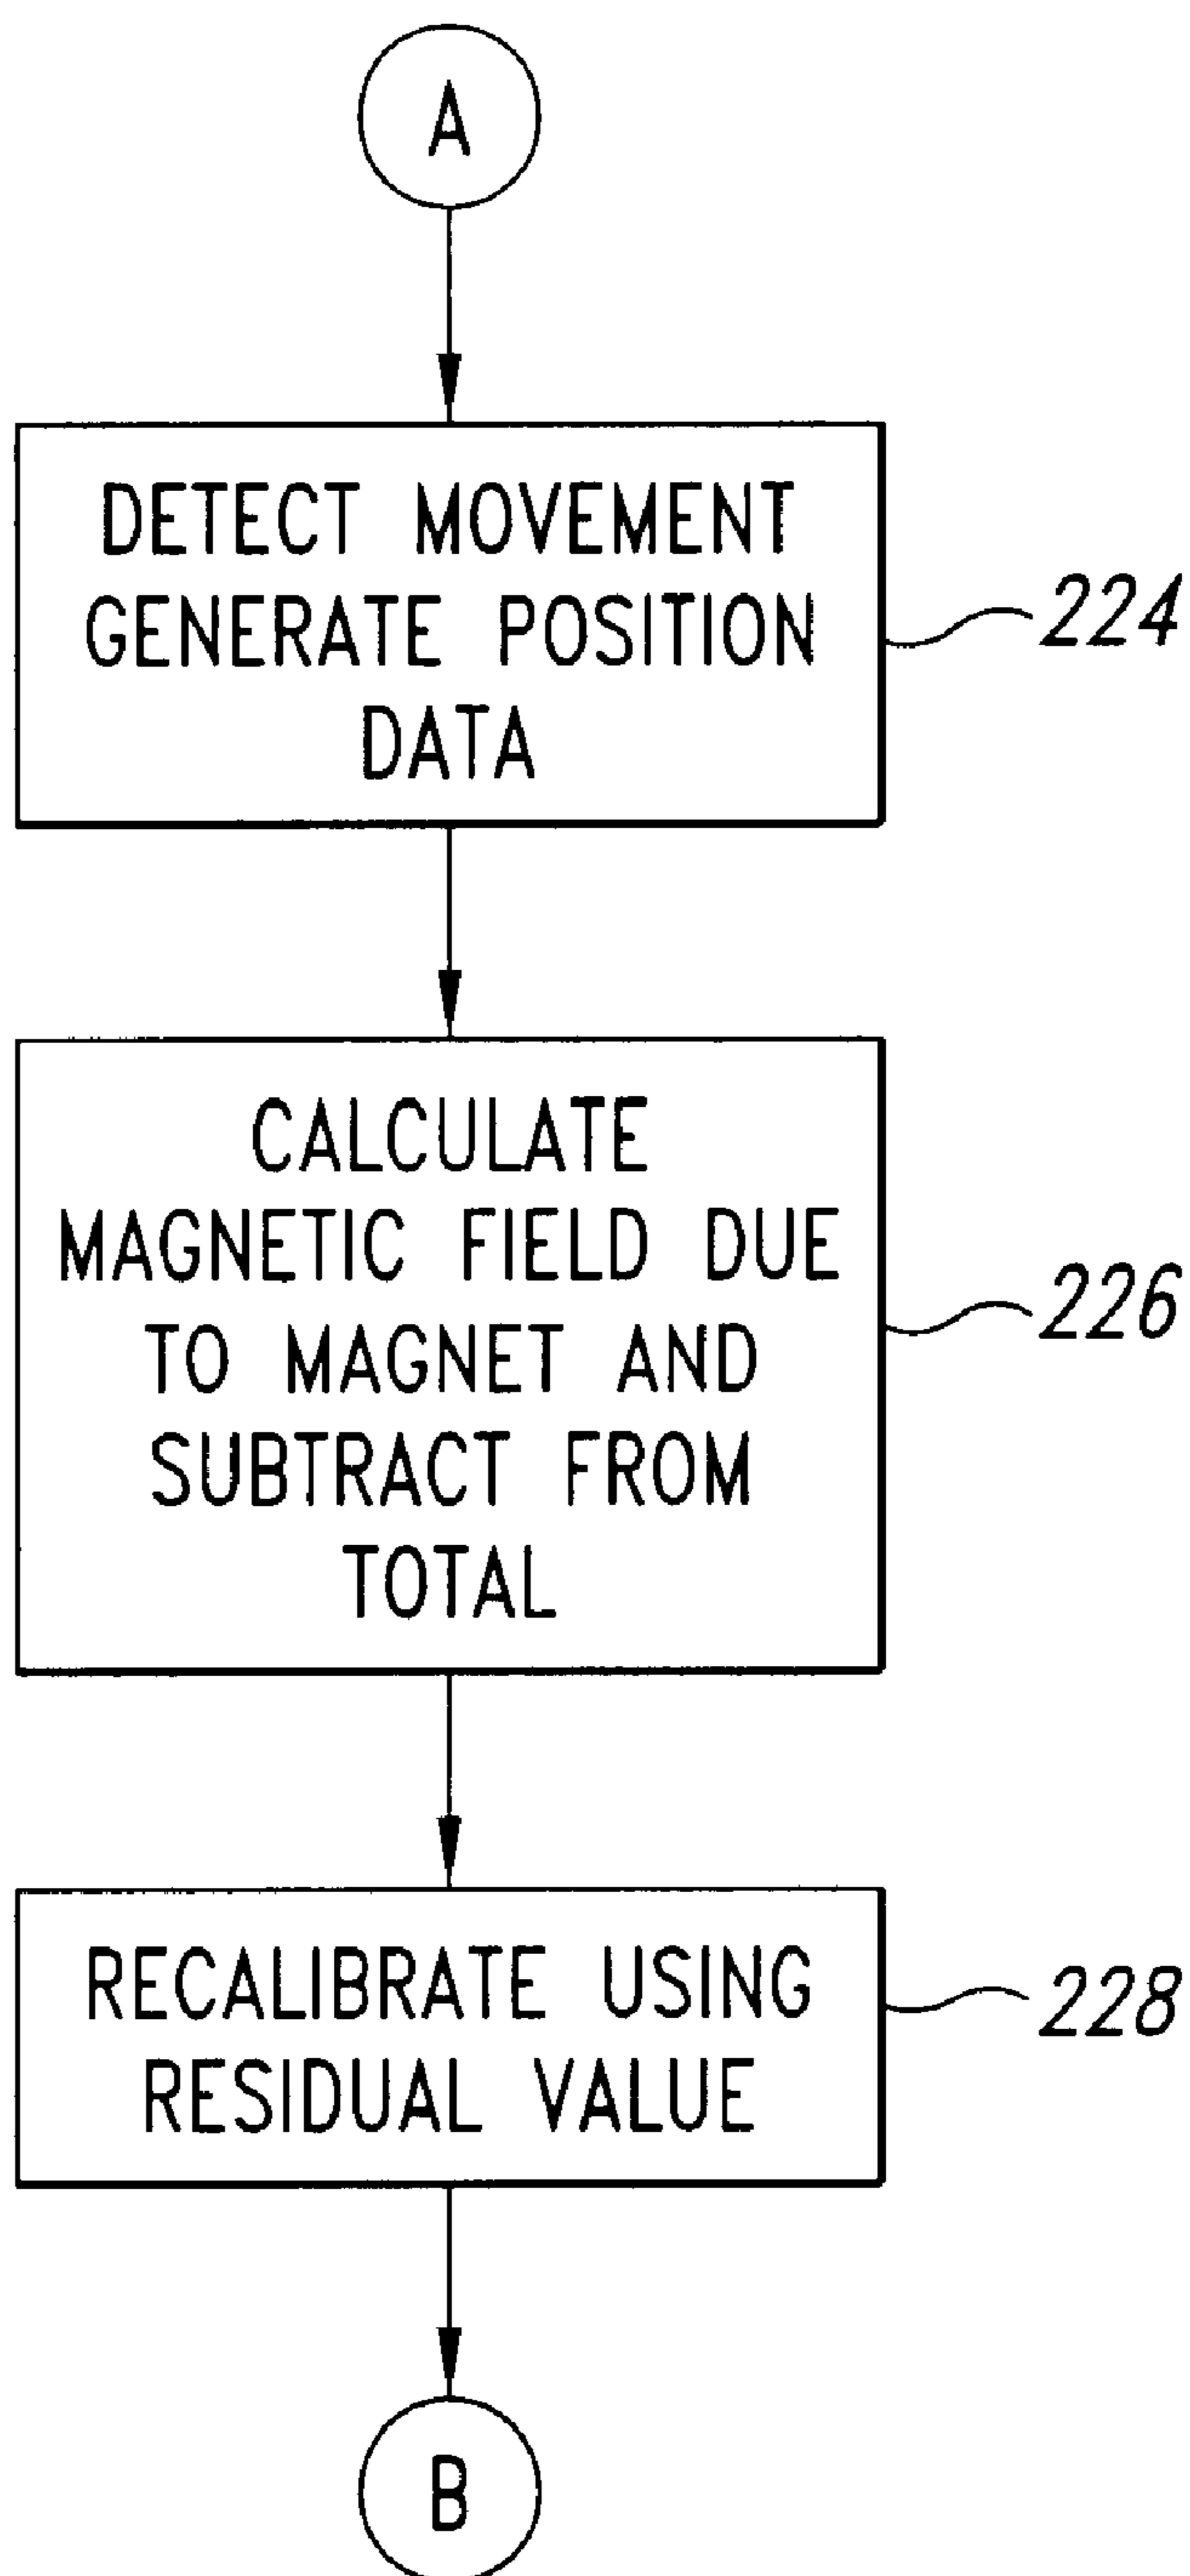 A
DETECT MOVEMENT
GENERATE POSITION
DATA
224
CALCULATE
MAGNETIC FIELD DUE
TO MAGNET AND
SUBTRACT FROM
TOTAL
226
RECALIBRATE USING
RESIDUAL VALUE
228
B